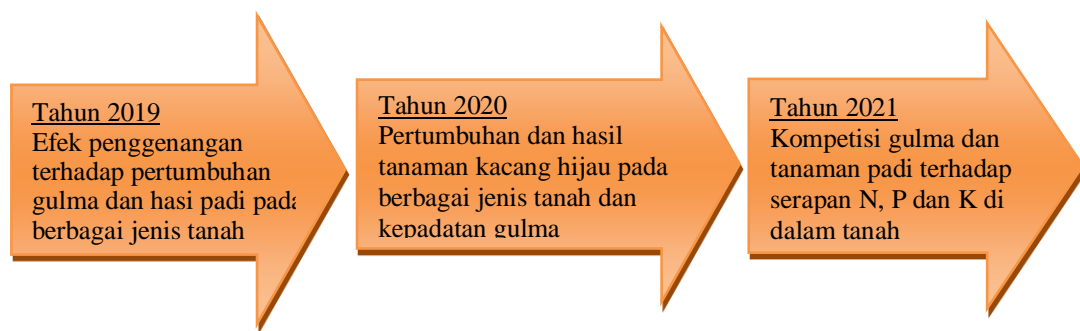 Tahun 2019
Efek penggenangan
terhadap pertumbuhan
gulma dan hasi padi pada
berbagai jenis tanah
Tahun 2020
Pertumbuhan dan hasil
tanaman kacang hijau pada
berbagai jenis tanah dan
kepadatan gulma
Tahun 2021
Kompetisi gulma dan
tanaman padi terhadap
serapan N, P dan K di
dalam tanah